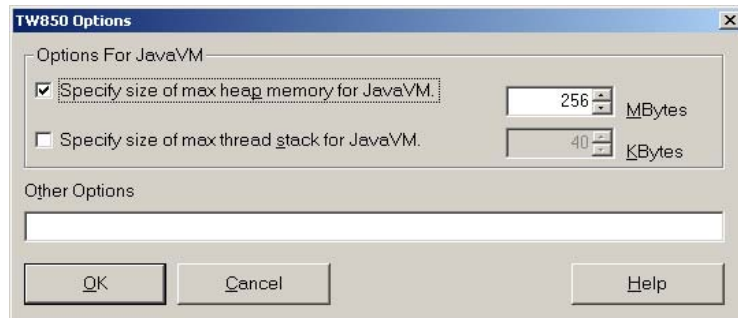 TW850 Options
Options For JavaVM
Specify size of max heap memory for JavaVM.
256
MBytes
Specify size of max thread stack for JavaVM.
40
KBytes
Other Options
OK
Cancel
Help